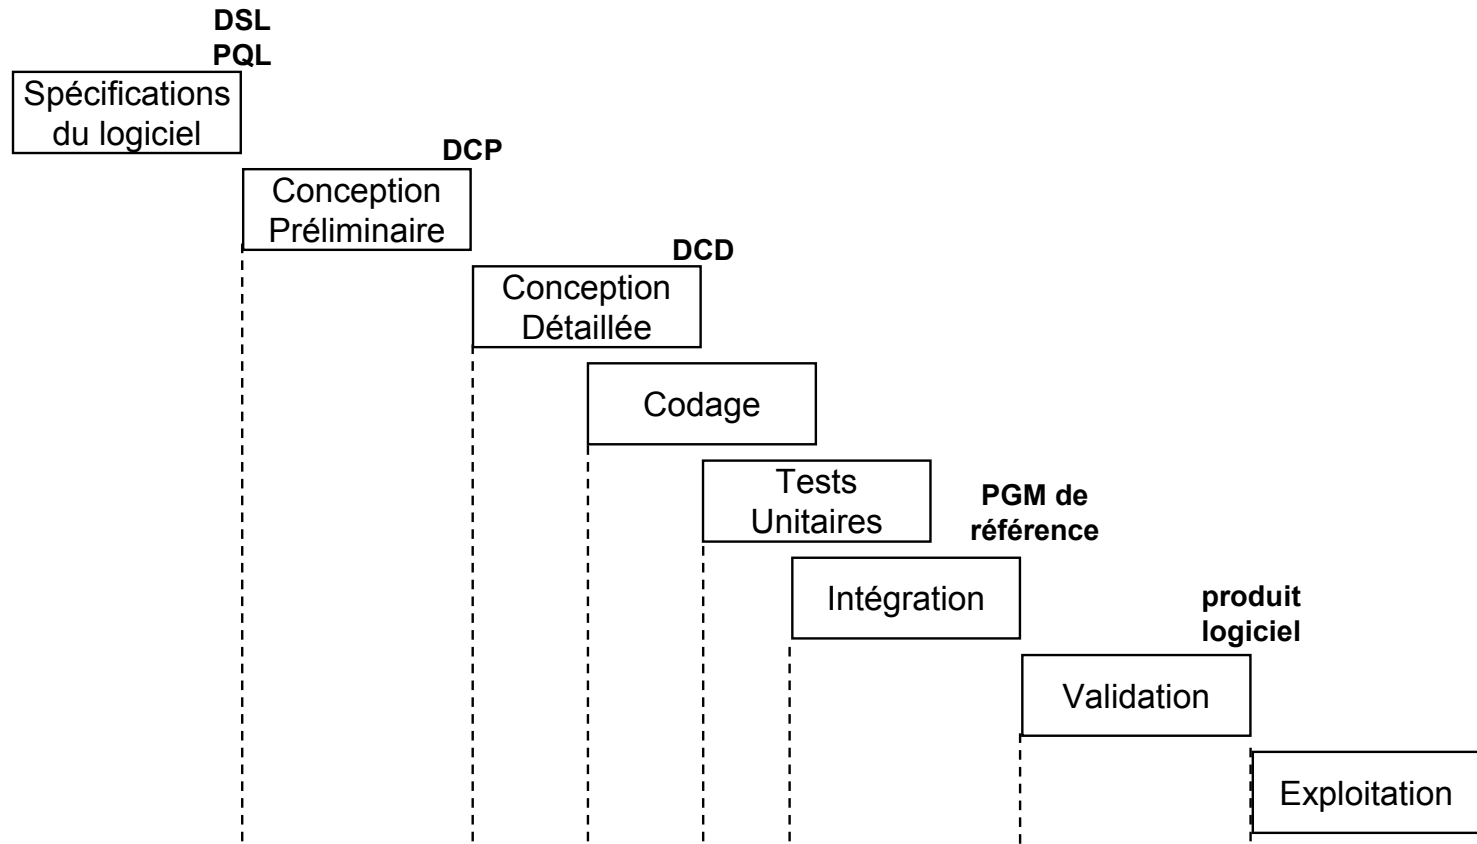 DSL
PQL
Spécifications
du logiciel
DCP
Conception
Préliminaire
DCD
Conception
Détaillée
Codage
Tests
Unitaires
PGM de
référence
Intégration
produit
logiciel
Validation
Exploitation